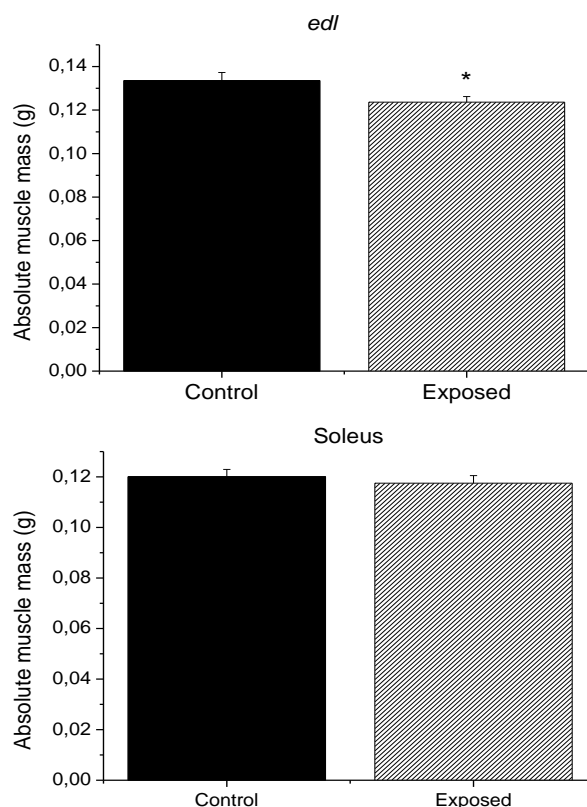 edl
Absolute muscle mass (g)
0,14
0,12
0,10
0,08
0,06
0,04
0,02
0,00
*
Control Exposed
Soleus
Absolute muscle mass (g)
0,12
0,10
0,08
0,06
0,04
0,02
0,00
Control Exposed